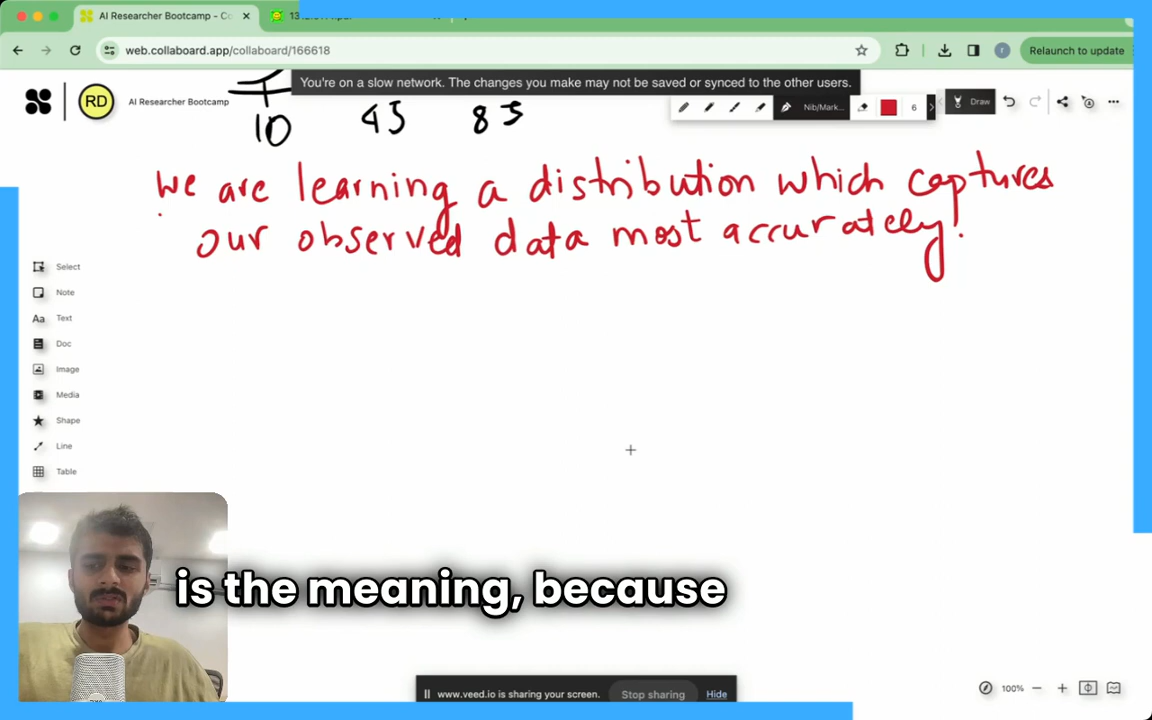 AI Researcher Bootcamp - Co
web.collaboard.app/collaboard/166618
Relaunch to update
You're on a slow network. The changes you make may not be saved or synced to the other users.
RD
AI Researcher Bootcamp
Nib/Mark...
6
Draw
10 45 85
we are learning a distribution which captures
our observed data most accurately!
Select
Note
Text
Doc
Image
Media
Shape
Line
Table
is the meaning, because
www.veed.io is sharing your screen. Stop sharing Hide
100%